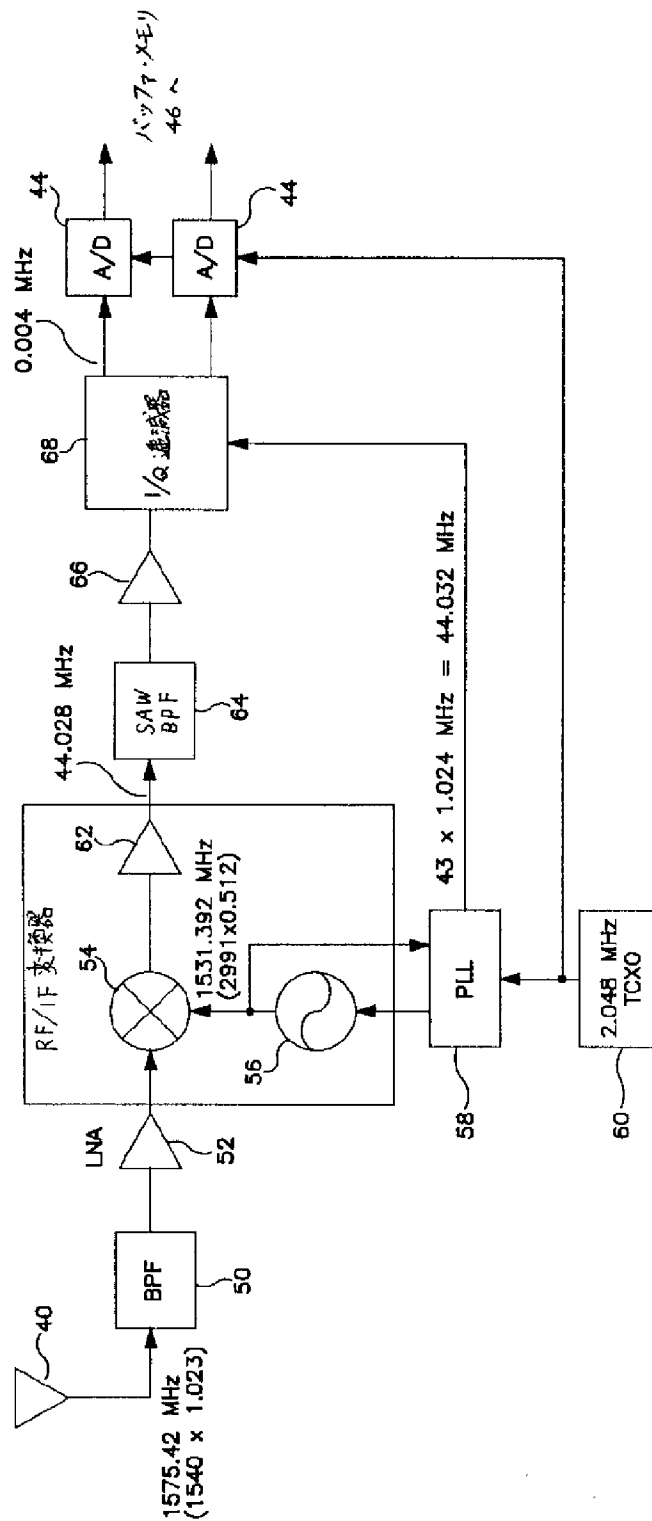 40
1575.42 MHz
(1540 x 1.023)
BPF
50
LNA
52
RF/IF 変換器
54
62
1531.392 MHz
(2991x0.512)
56
PLL
58
2.048 MHz
TCXO
60
44.028 MHz
SAW
BPF
64
66
68
I/Q 逓減器
43 x 1.024 MHz = 44.032 MHz
0.004 MHz
44
A/D
A/D
44
バッファ・メモリ
46 へ